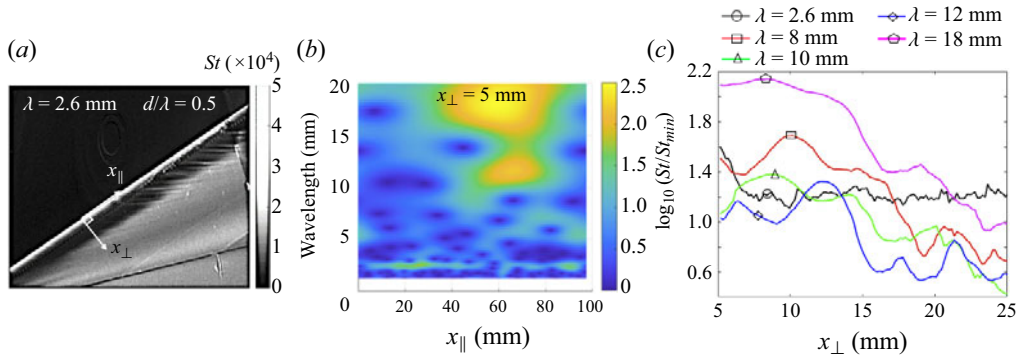 (a)
St (×10⁴)
λ = 2.6 mm d/λ = 0.5
x∥
x⊥
5
4
3
2
1
0
(b)
x⊥ = 5 mm
Wavelength (mm)
20
15
10
5
0
0 20 40 60 80 100
x∥ (mm)
2.5
2.0
1.5
1.0
0.5
0
(c)
λ = 2.6 mm λ = 12 mm
λ = 8 mm λ = 18 mm
λ = 10 mm
log₁₀ (St/Stₘᵢₙ)
2.2
1.8
1.4
1.0
0.6
5 10 15 20 25
x⊥ (mm)